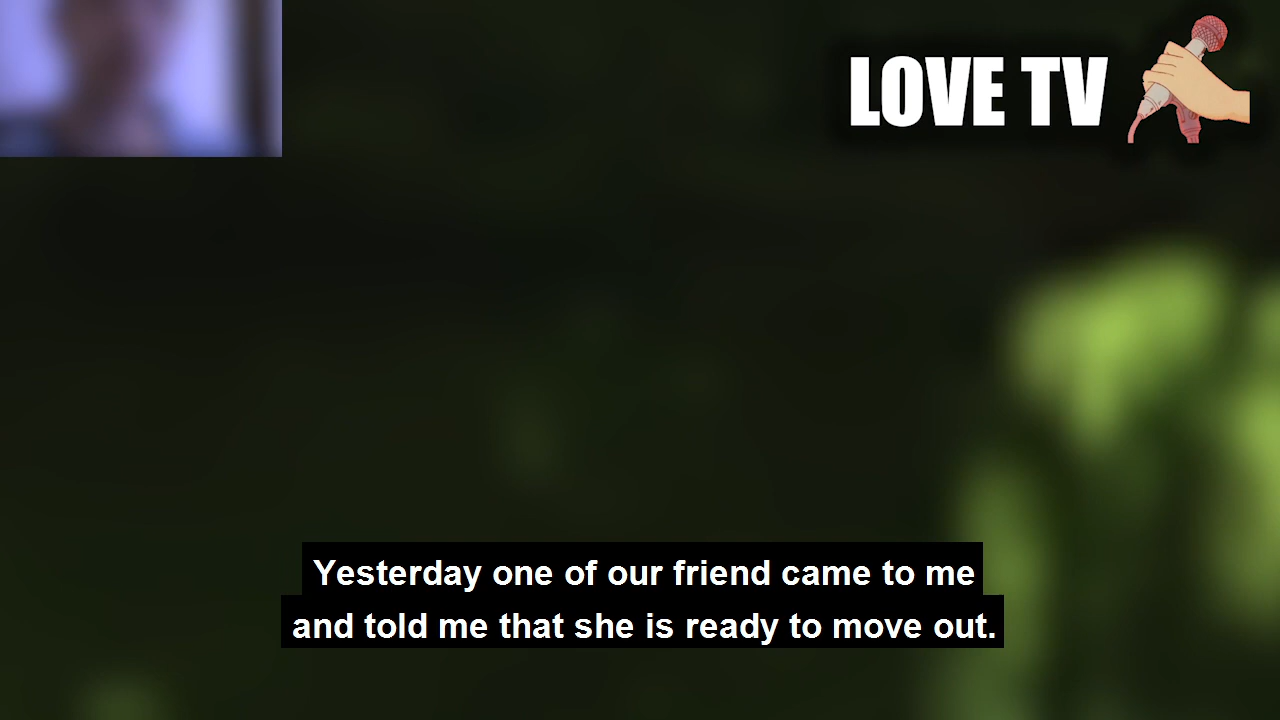 LOVE TV
Yesterday one of our friend came to me
and told me that she is ready to move out.